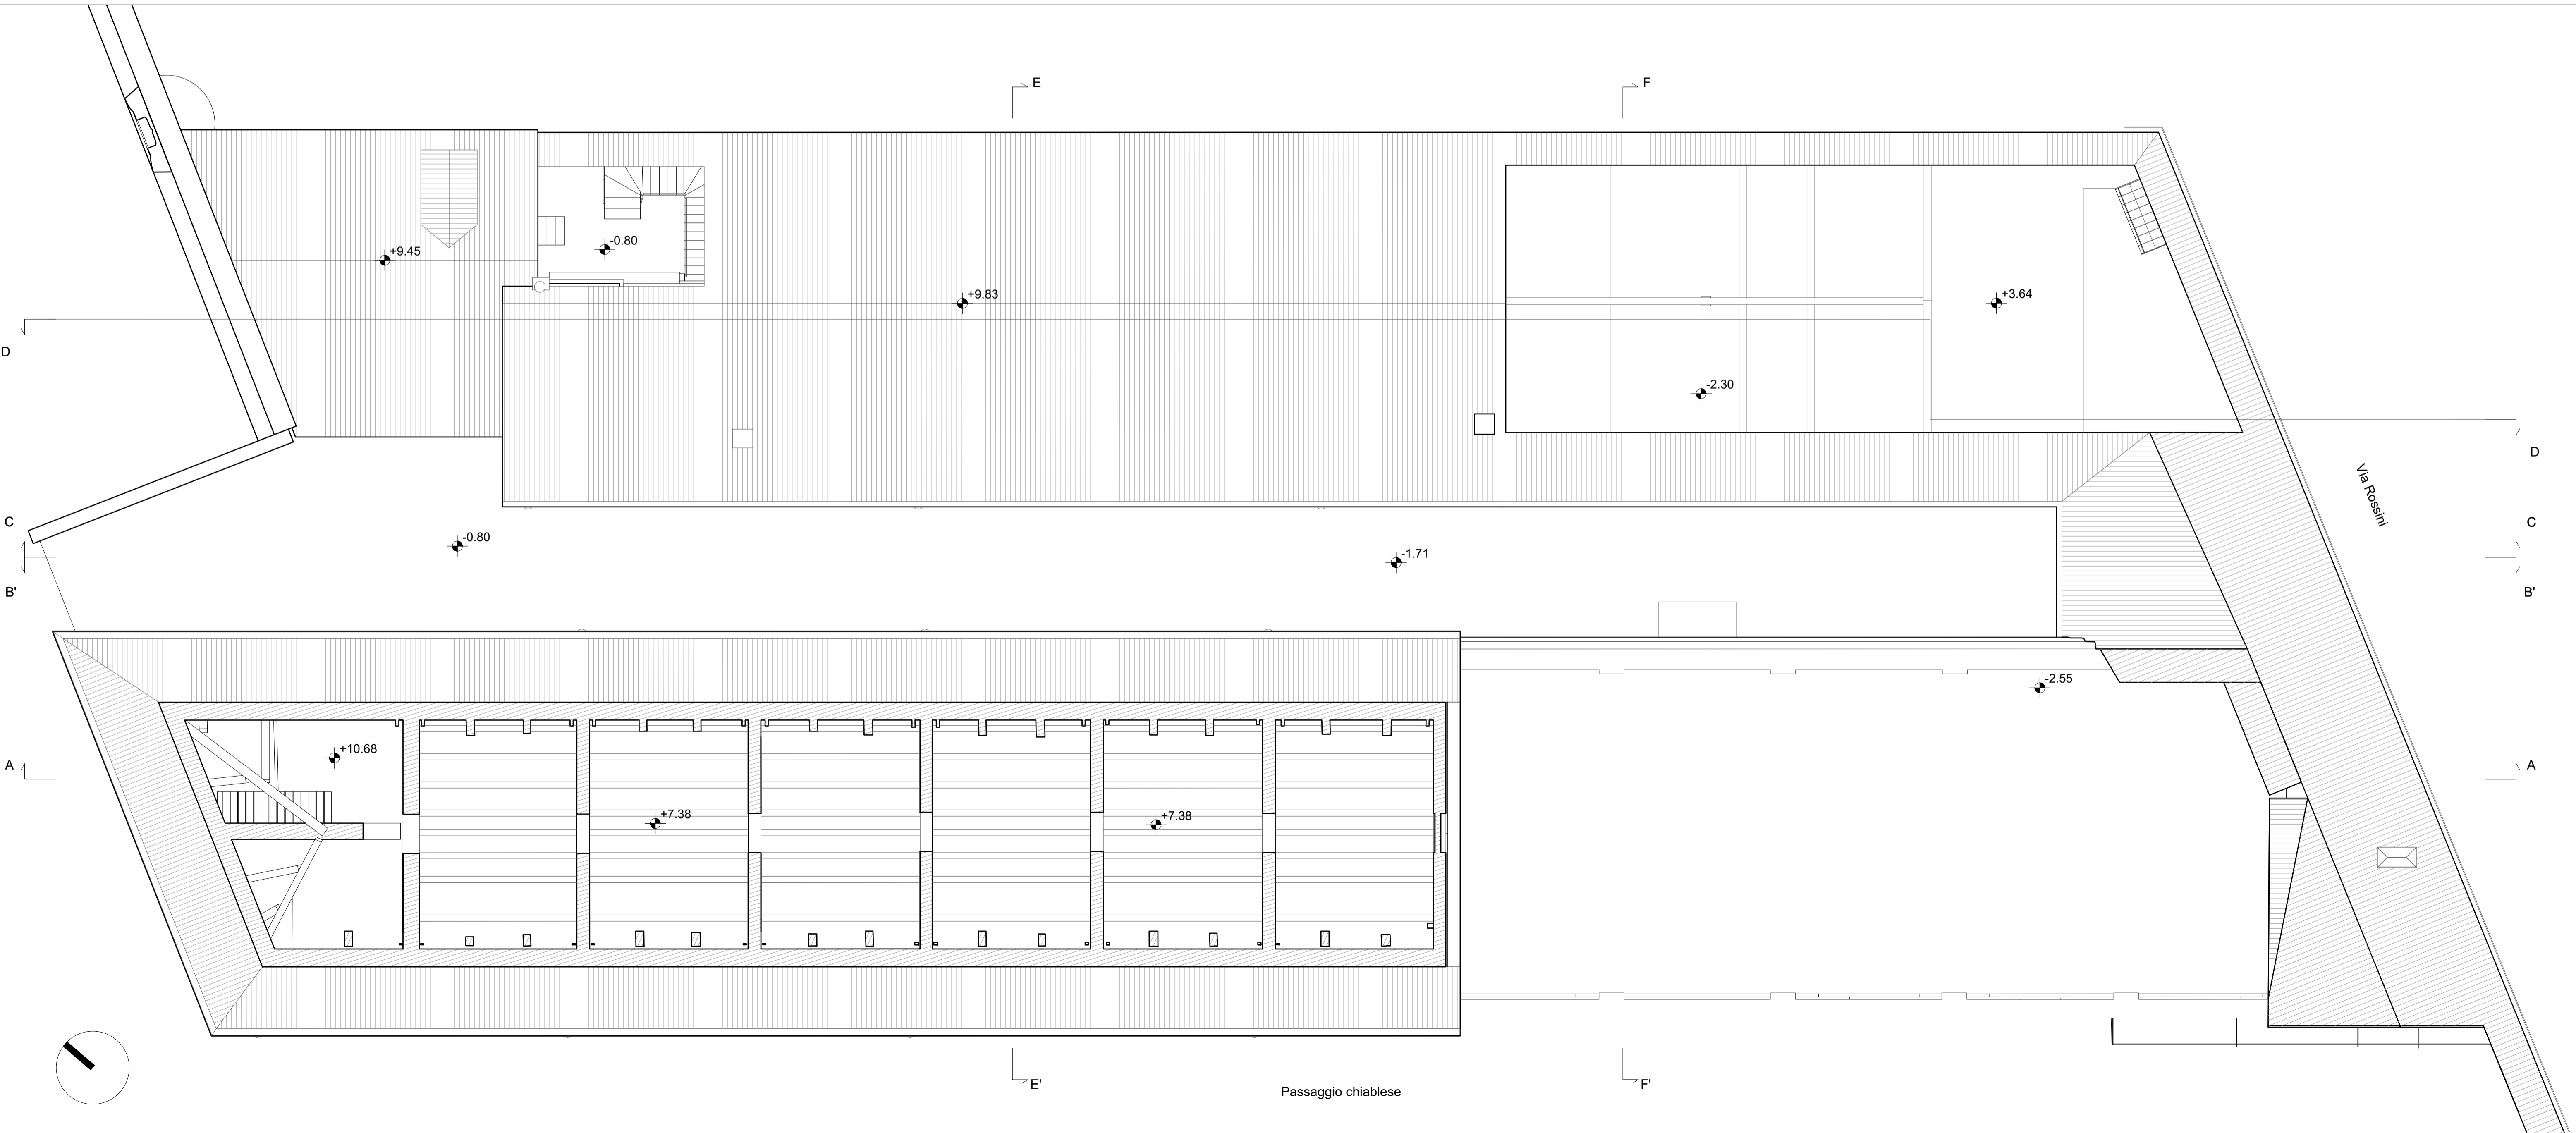 E
F
-0.80
+9.45
+9.83
+3.64
D
-2.30
D
Via Rossini
C
C
-0.80
-1.71
B'
B'
-2.55
+10.68
A
A
+7.38
+7.38
E'
F'
Passaggio chiablese